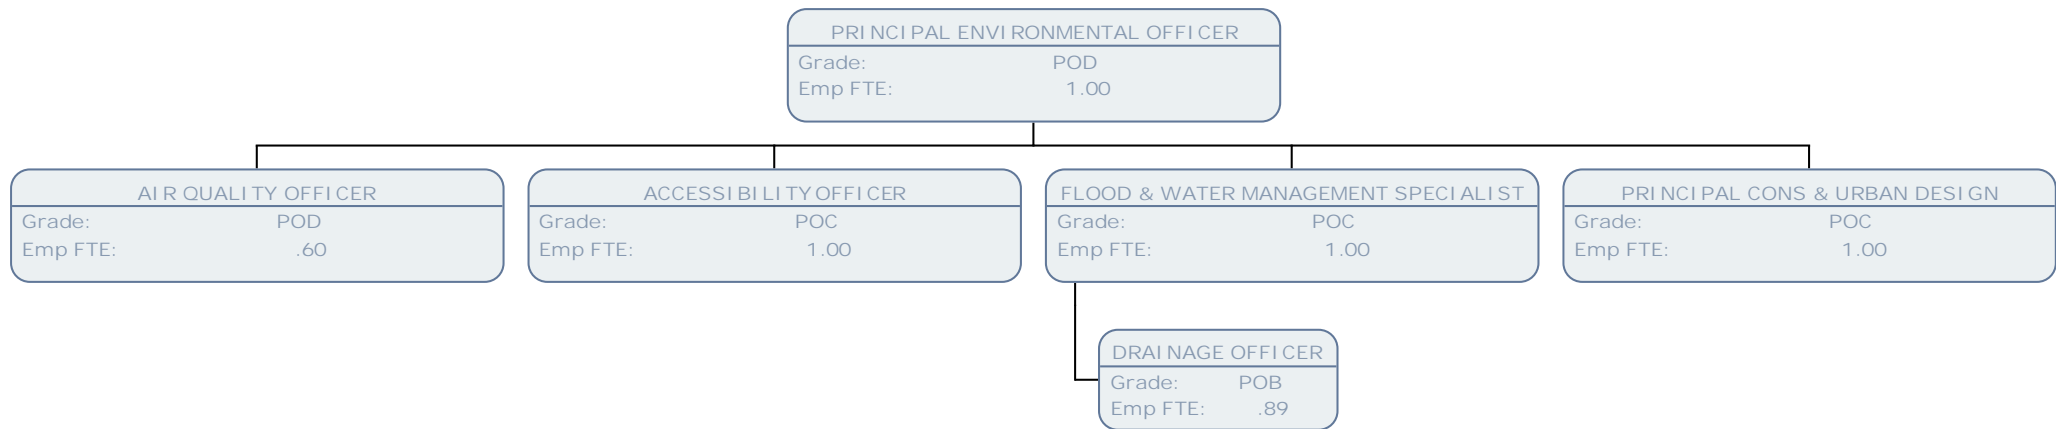 PRINCIPAL ENVIRONMENTAL OFFICER
Grade: POD
Emp FTE: 1.00
AIR QUALITY OFFICER
Grade: POD
Emp FTE: .60
ACCESSIBILITY OFFICER
Grade: POC
Emp FTE: 1.00
FLOOD & WATER MANAGEMENT SPECIALIST
Grade: POC
Emp FTE: 1.00
PRINCIPAL CONS & URBAN DESIGN
Grade: POC
Emp FTE: 1.00
DRAINAGE OFFICER
Grade: POB
Emp FTE: .89